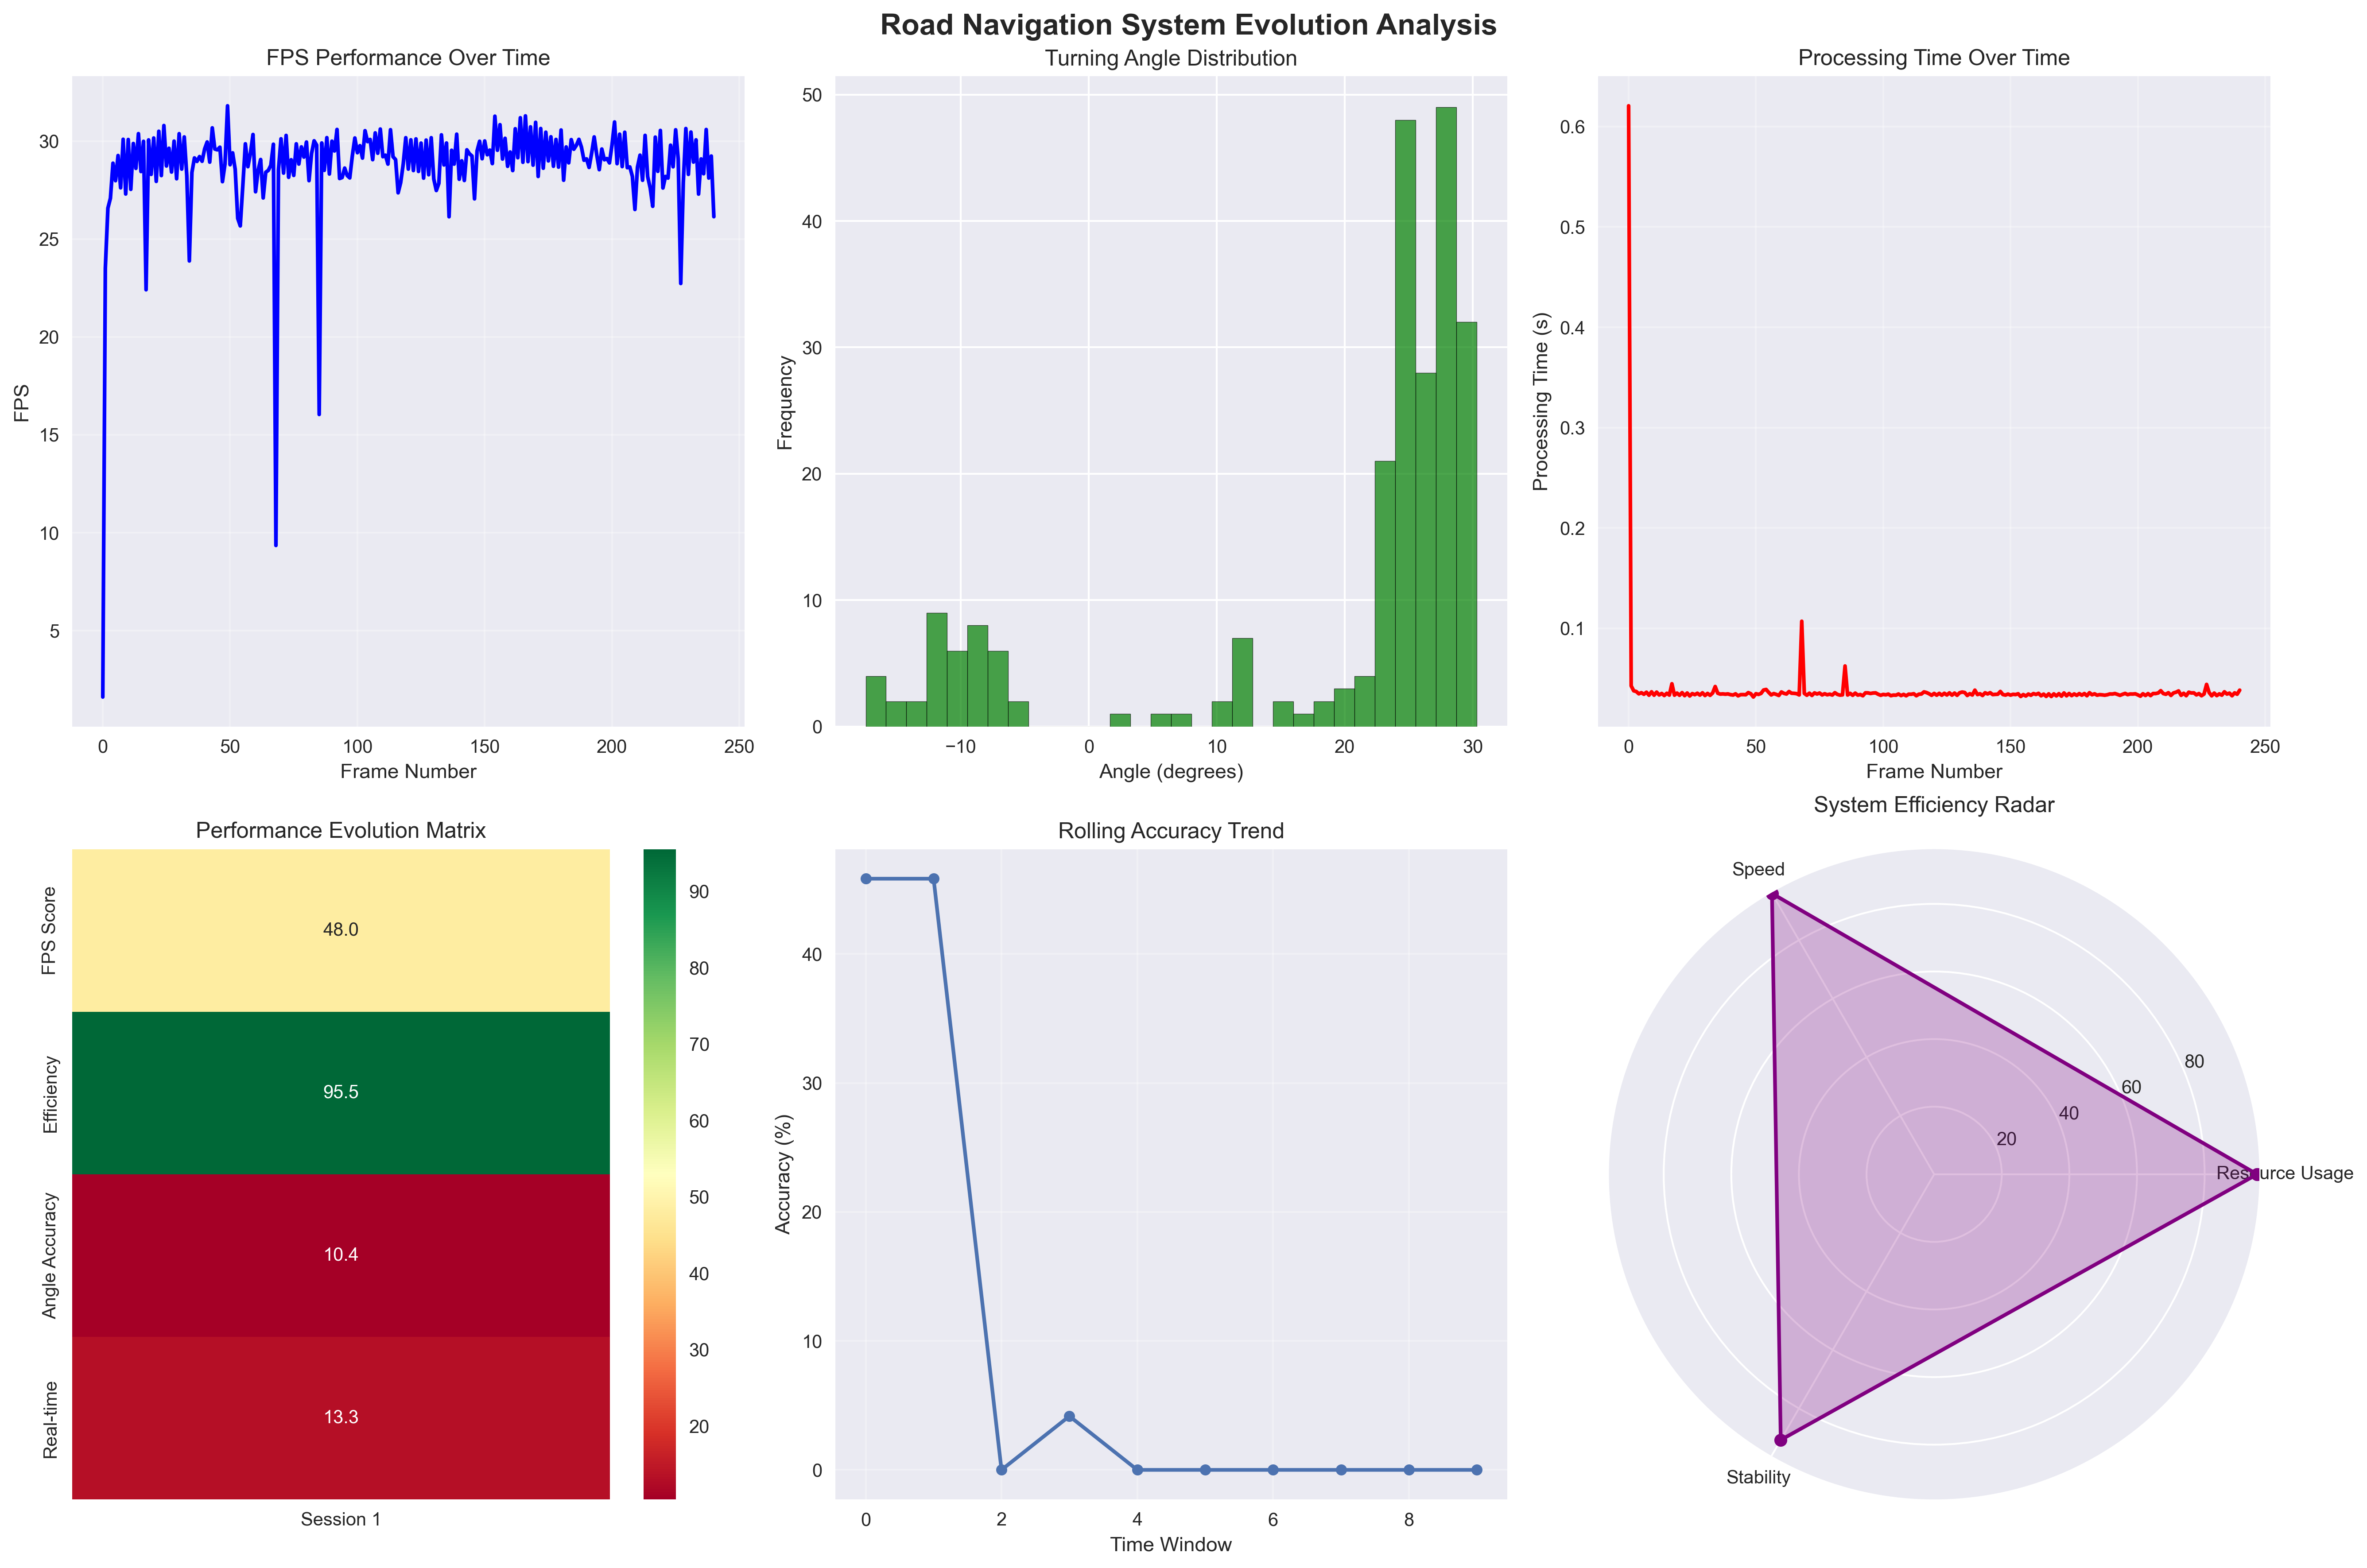 Road Navigation System Evolution Analysis
FPS Performance Over Time
30
25
20
15
10
5
FPS
0 50 100 150 200 250
Frame Number
Turning Angle Distribution
50
40
30
20
10
0
Frequency
−10 0 10 20 30
Angle (degrees)
Processing Time Over Time
0.6
0.5
0.4
0.3
0.2
0.1
Processing Time (s)
0 50 100 150 200 250
Frame Number
Performance Evolution Matrix
FPS Score
48.0
Efficiency
95.5
Angle Accuracy
10.4
Real-time
13.3
Session 1
90
80
70
60
50
40
30
20
Rolling Accuracy Trend
40
30
20
10
0
Accuracy (%)
0 2 4 6 8
Time Window
System Efficiency Radar
Speed
80
60
40
20
Resource Usage
Stability